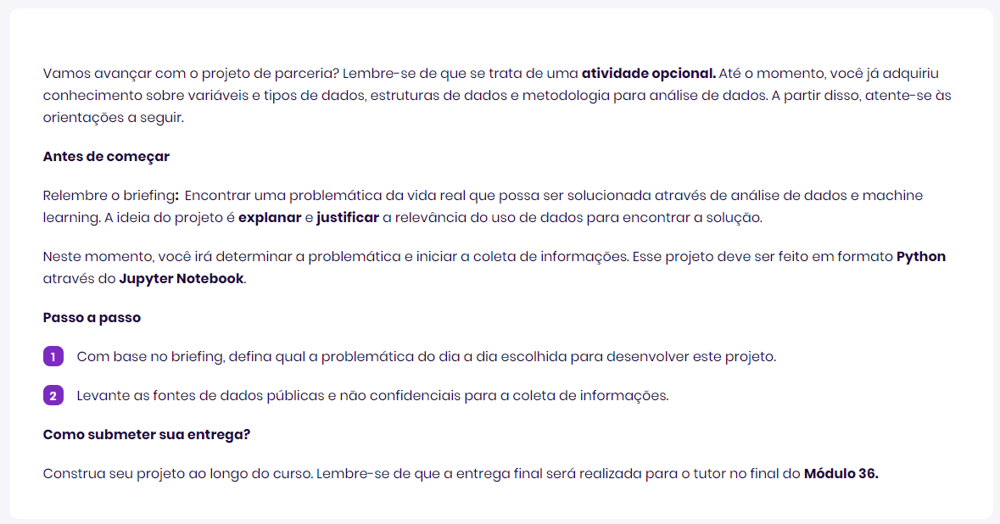 Vamos avançar com o projeto de parceria? Lembre-se de que se trata de uma atividade opcional. Até o momento, você já adquiriu
conhecimento sobre variáveis e tipos de dados, estruturas de dados e metodologia para análise de dados. A partir disso, atente-se às
orientações a seguir.
Antes de começar
Relembre o briefing: Encontrar uma problemática da vida real que possa ser solucionada através de análise de dados e machine
learning. A ideia do projeto é explanar e justificar a relevância do uso de dados para encontrar a solução.
Neste momento, você irá determinar a problemática e iniciar a coleta de informações. Esse projeto deve ser feito em formato Python
através do Jupyter Notebook.
Passo a passo
1 Com base no briefing, defina qual a problemática do dia a dia escolhida para desenvolver este projeto.
2 Levante as fontes de dados públicas e não confidenciais para a coleta de informações.
Como submeter sua entrega?
Construa seu projeto ao longo do curso. Lembre-se de que a entrega final será realizada para o tutor no final do Módulo 36.